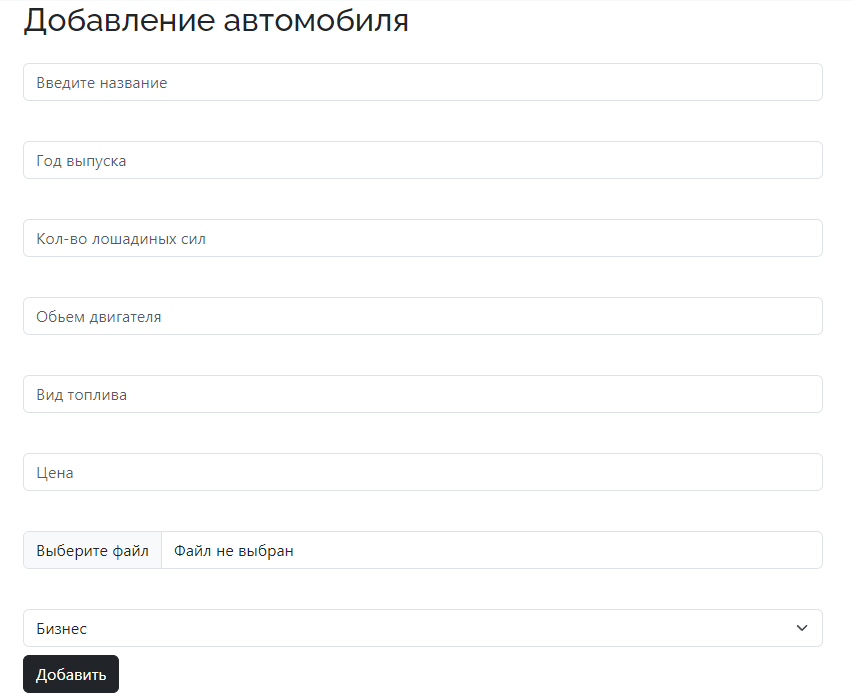 Добавление автомобиля
Введите название
Год выпуска
Кол-во лошадиных сил
Обьем двигателя
Вид топлива
Цена
Выберите файл Файл не выбран
Бизнес
Добавить